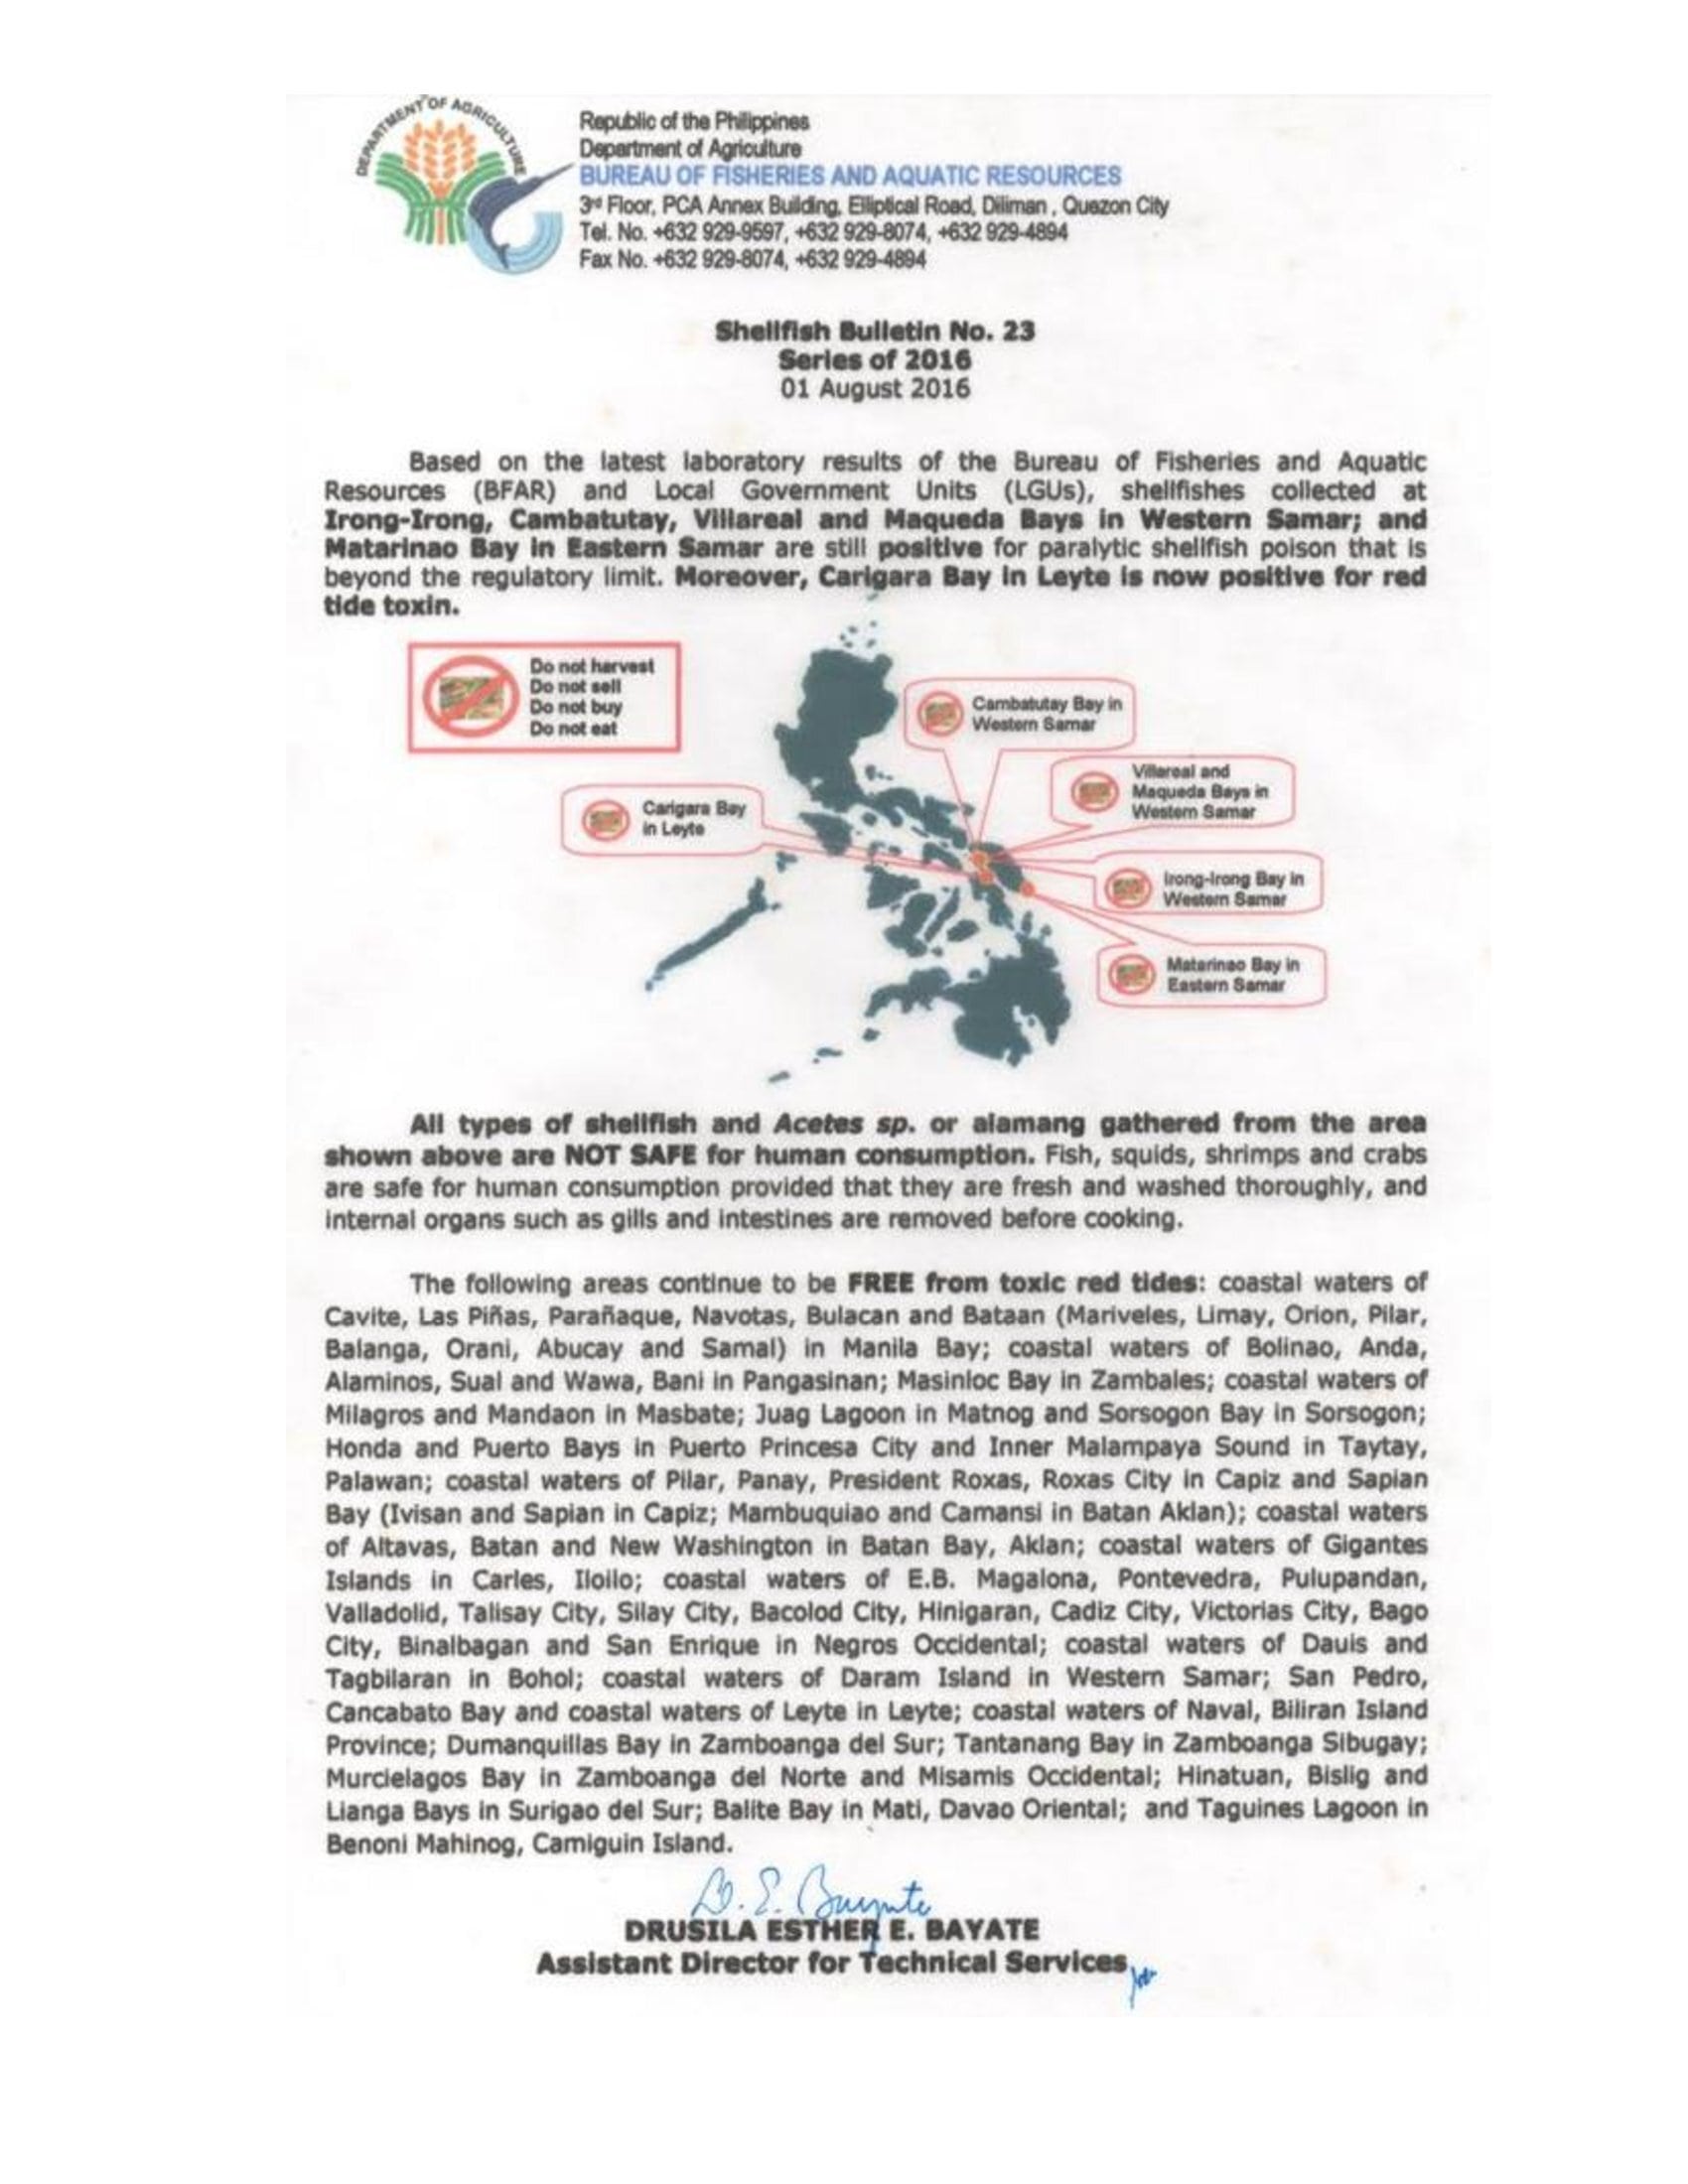 DEPARTMENT OF AGRICULTURE
Republic of the Philippines
Department of Agriculture
BUREAU OF FISHERIES AND AQUATIC RESOURCES
3rd Floor, PCA Annex Building, Elliptical Road, Diliman , Quezon City
Tel. No. +632 929-9597, +632 929-8074, +632 929-4894
Fax No. +632 929-8074, +632 929-4894
Shellfish Bulletin No. 23
Series of 2016
01 August 2016
Based on the latest laboratory results of the Bureau of Fisheries and Aquatic
Resources (BFAR) and Local Government Units (LGUs), shellfishes collected at
Irong-Irong, Cambatutay, Villareal and Maqueda Bays in Western Samar; and
Matarinao Bay in Eastern Samar are still positive for paralytic shellfish poison that is
beyond the regulatory limit. Moreover, Carigara Bay in Leyte is now positive for red
tide toxin.
Do not harvest
Do not sell
Do not buy
Do not eat
Cambatutay Bay in
Western Samar
Villareal and
Maqueda Bays in
Western Samar
Carigara Bay
in Leyte
Irong-Irong Bay in
Western Samar
Matarinao Bay in
Eastern Samar
All types of shellfish and Acetes sp. or alamang gathered from the area
shown above are NOT SAFE for human consumption. Fish, squids, shrimps and crabs
are safe for human consumption provided that they are fresh and washed thoroughly, and
internal organs such as gills and intestines are removed before cooking.
The following areas continue to be FREE from toxic red tides: coastal waters of
Cavite, Las Piñas, Parañaque, Navotas, Bulacan and Bataan (Mariveles, Limay, Orion, Pilar,
Balanga, Orani, Abucay and Samal) in Manila Bay; coastal waters of Bolinao, Anda,
Alaminos, Sual and Wawa, Bani in Pangasinan; Masinloc Bay in Zambales; coastal waters of
Milagros and Mandaon in Masbate; Juag Lagoon in Matnog and Sorsogon Bay in Sorsogon;
Honda and Puerto Bays in Puerto Princesa City and Inner Malampaya Sound in Taytay,
Palawan; coastal waters of Pilar, Panay, President Roxas, Roxas City in Capiz and Sapian
Bay (Ivisan and Sapian in Capiz; Mambuquiao and Camansi in Batan Aklan); coastal waters
of Altavas, Batan and New Washington in Batan Bay, Aklan; coastal waters of Gigantes
Islands in Carles, Iloilo; coastal waters of E.B. Magalona, Pontevedra, Pulupandan,
Valladolid, Talisay City, Silay City, Bacolod City, Hinigaran, Cadiz City, Victorias City, Bago
City, Binalbagan and San Enrique in Negros Occidental; coastal waters of Dauis and
Tagbilaran in Bohol; coastal waters of Daram Island in Western Samar; San Pedro,
Cancabato Bay and coastal waters of Leyte in Leyte; coastal waters of Naval, Biliran Island
Province; Dumanquillas Bay in Zamboanga del Sur; Tantanang Bay in Zamboanga Sibugay;
Murcielagos Bay in Zamboanga del Norte and Misamis Occidental; Hinatuan, Bislig and
Lianga Bays in Surigao del Sur; Balite Bay in Mati, Davao Oriental; and Taguines Lagoon in
Benoni Mahinog, Camiguin Island.
D. E. Bayate
DRUSILA ESTHER E. BAYATE
Assistant Director for Technical Services